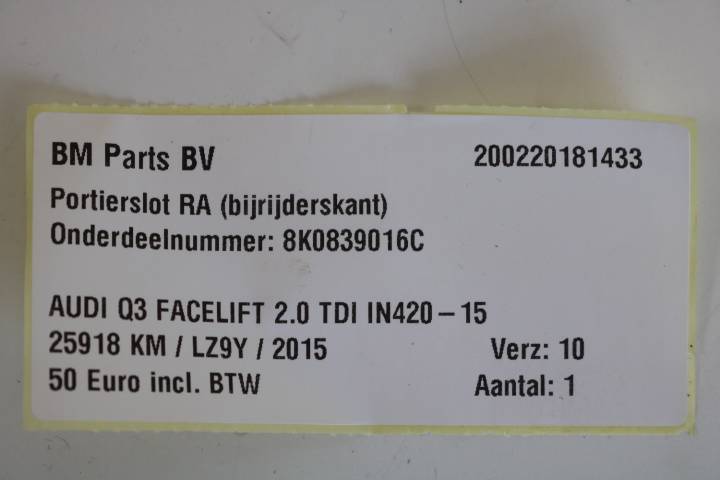 BM Parts BV 200220181433
Portierslot RA (bijrijderskant)
Onderdeelnummer: 8K0839016C
AUDI Q3 FACELIFT 2.0 TDI IN420-15
25918 KM / LZ9Y / 2015 Verz: 10
50 Euro incl. BTW Aantal: 1